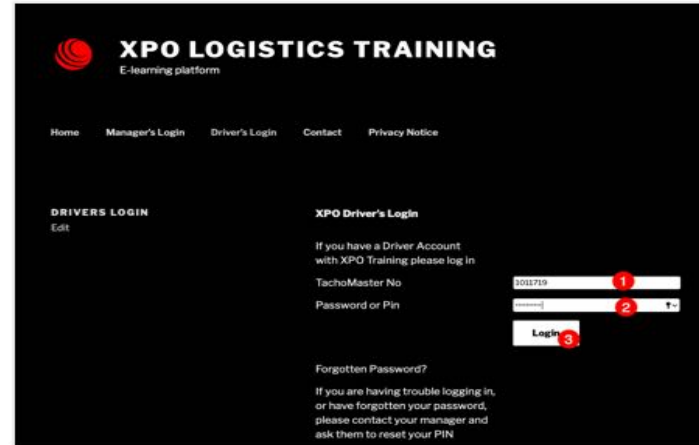 XPO LOGISTICS TRAINING
E-learning platform
Home Manager's Login Driver's Login Contact Privacy Notice
DRIVERS LOGIN
Edit
XPO Driver's Login
If you have a Driver Account
with XPO Training please log in
TachoMaster No 1011719 1
Password or Pin 2
Login 3
Forgotten Password?
If you are having trouble logging in,
or have forgotten your password,
please contact your manager and
ask them to reset your PIN